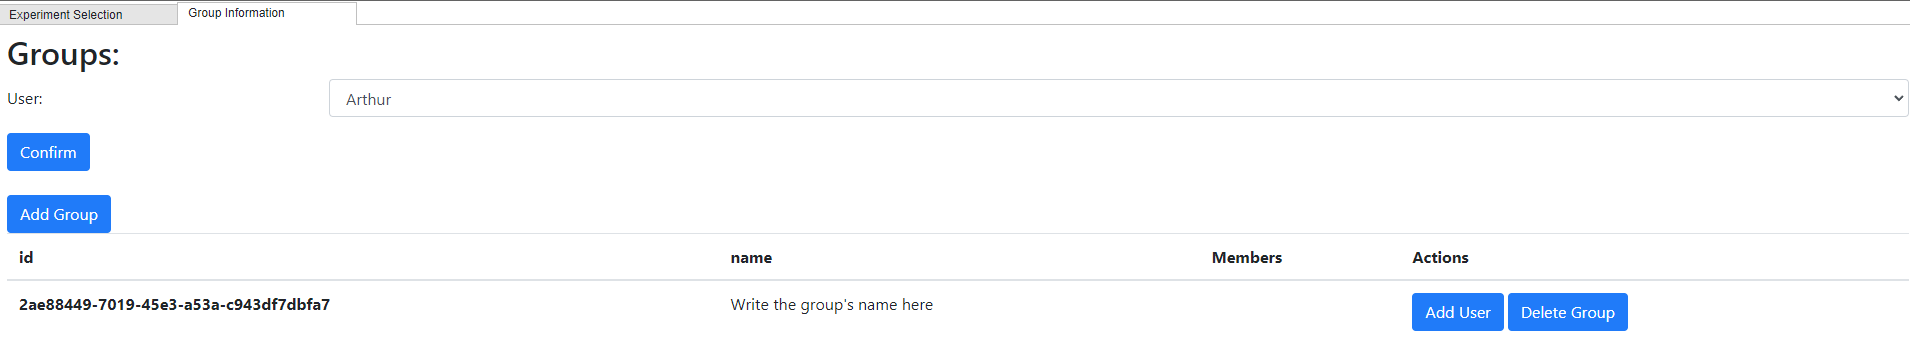 Experiment Selection Group Information
Groups:
User: Arthur
Confirm
Add Group
id name Members Actions
2ae88449-7019-45e3-a53a-c943df7dbfa7 Write the group's name here Add User Delete Group